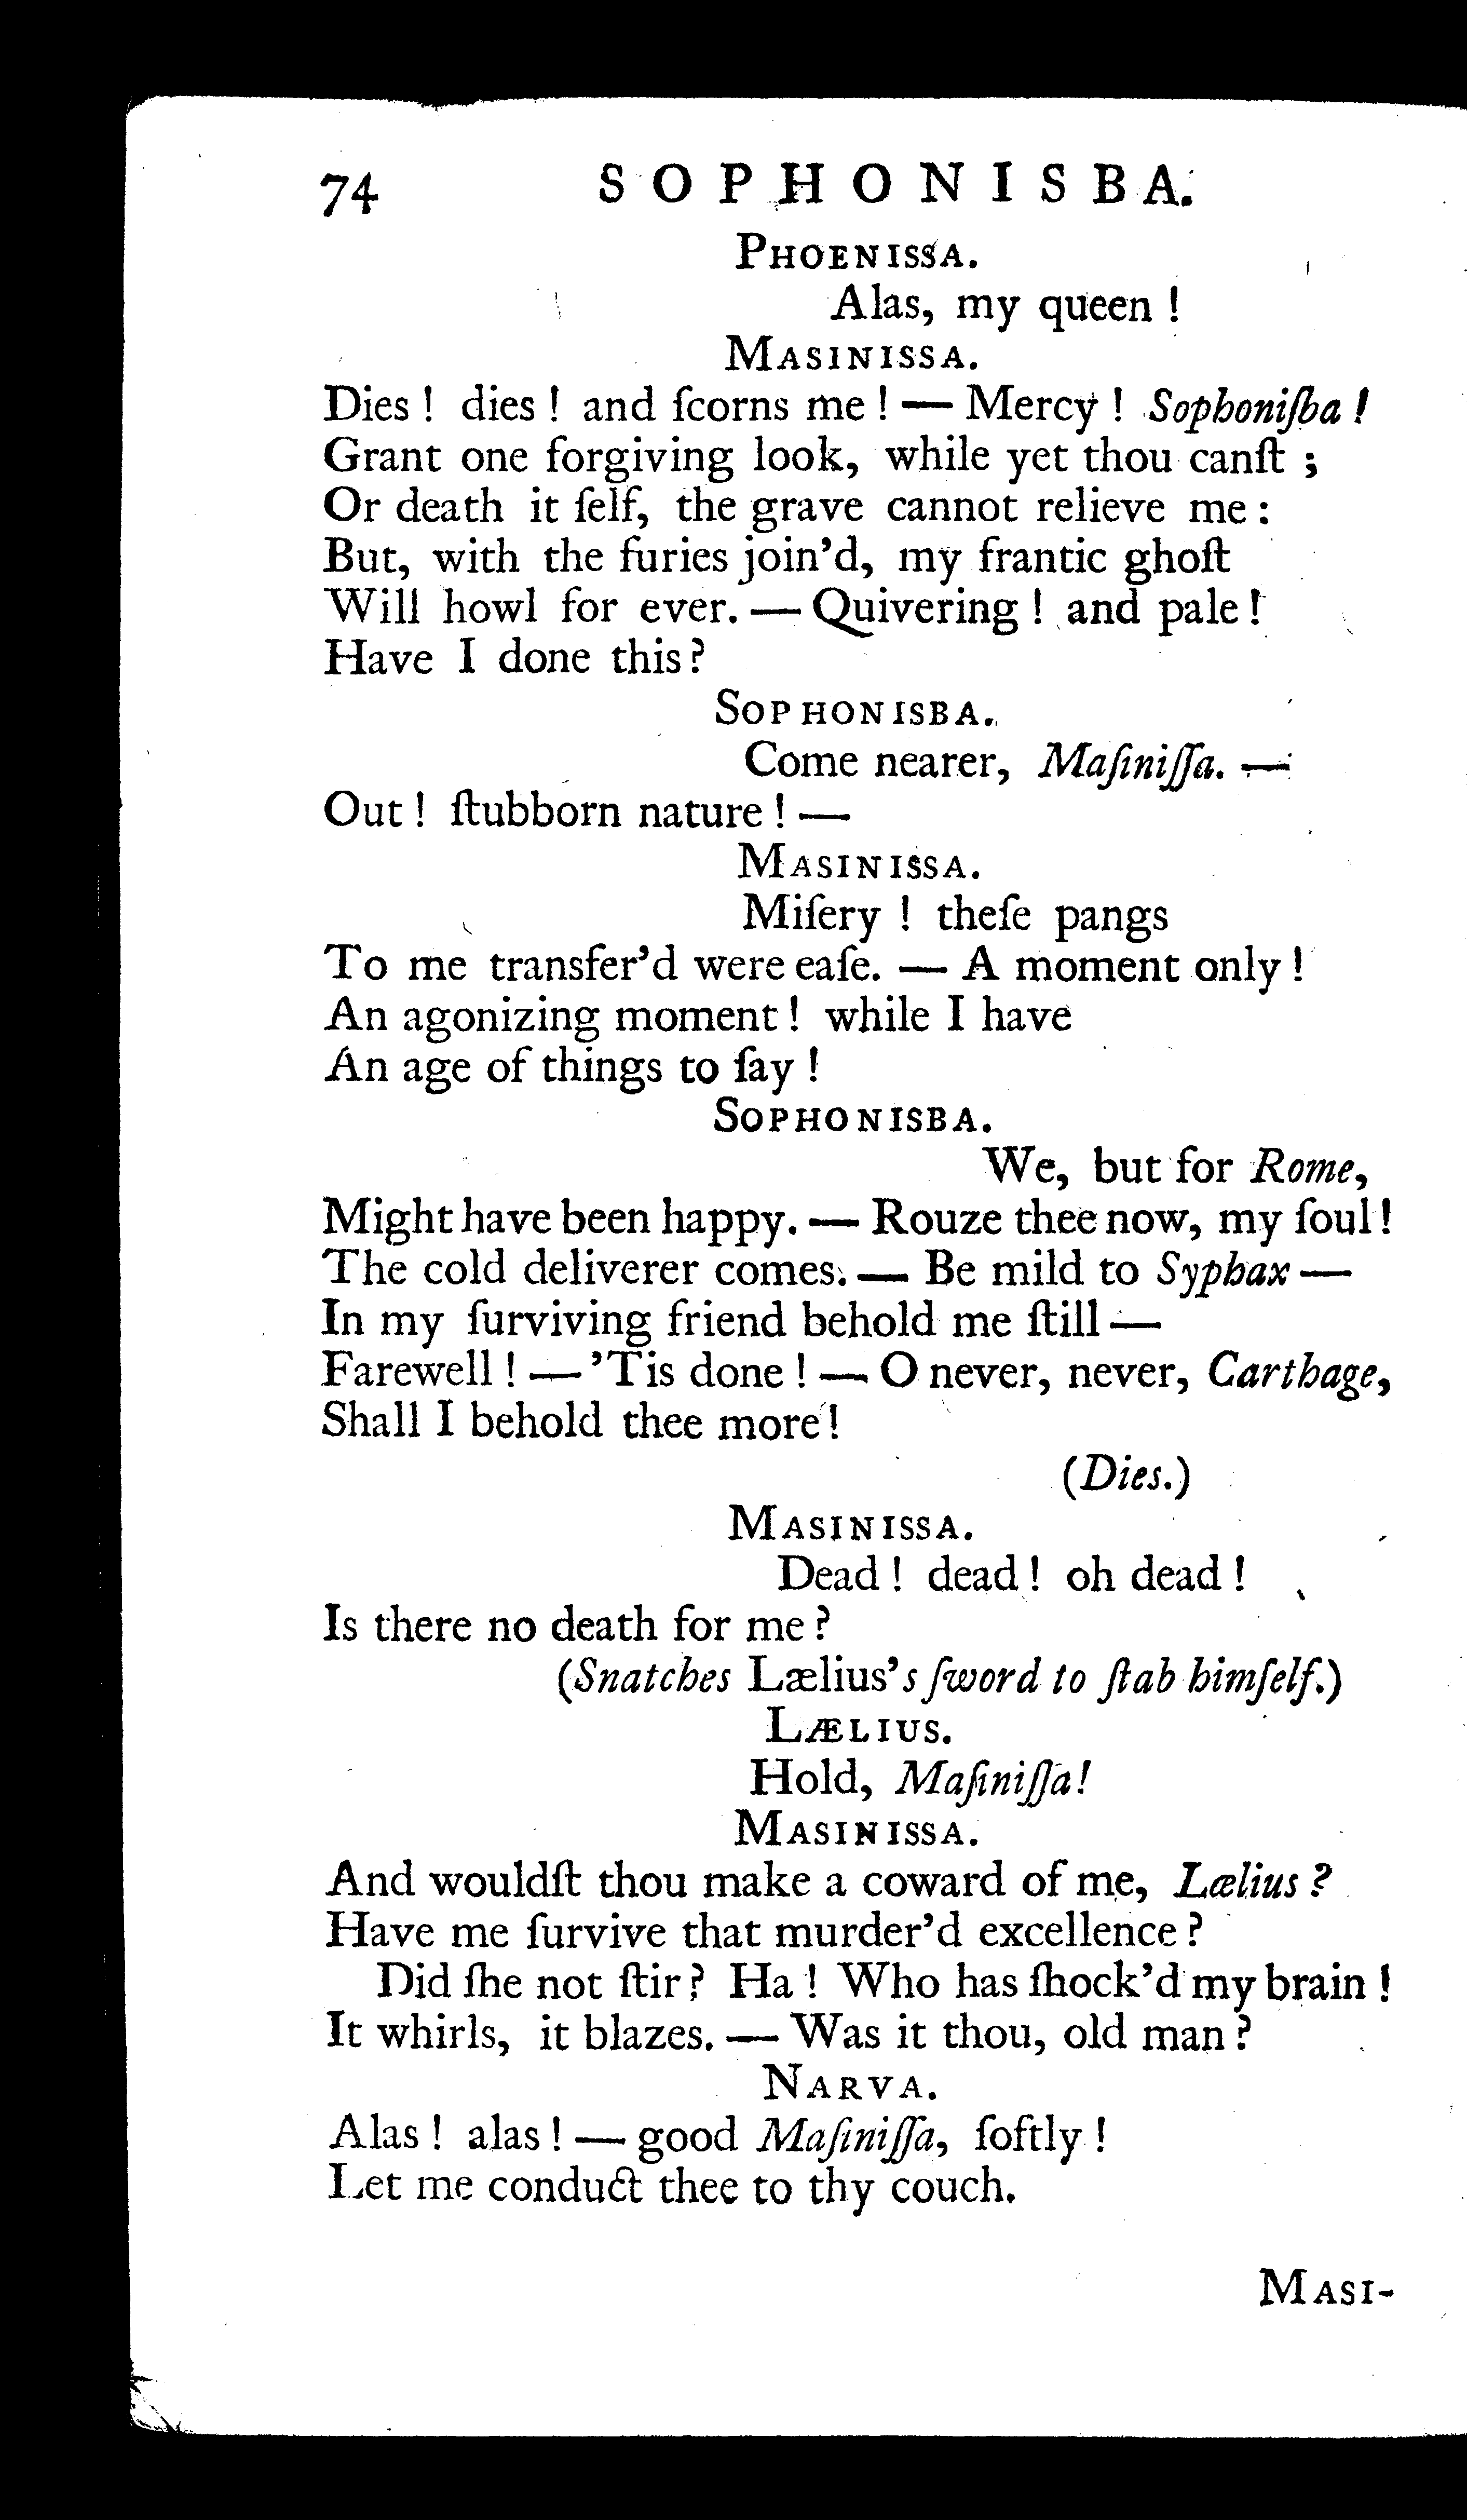 74 SOPHONISBA.
PHOENISSA.
Alas, my queen !
MASINISSA.
Dies ! dies ! and ſcorns me ! — Mercy ! Sophoniſba !
Grant one forgiving look, while yet thou canſt ;
Or death it ſelf, the grave cannot relieve me :
But, with the furies join'd, my frantic ghoſt
Will howl for ever. — Quivering ! and pale !
Have I done this ?
SOPHONISBA.
Come nearer, Maſiniſſa. —
Out ! ſtubborn nature ! —
MASINISSA.
Miſery ! theſe pangs
To me transfer'd were eaſe. — A moment only !
An agonizing moment ! while I have
An age of things to ſay !
SOPHONISBA.
We, but for Rome,
Might have been happy. — Rouze thee now, my ſoul !
The cold deliverer comes. — Be mild to Syphax —
In my ſurviving friend behold me ſtill —
Farewell ! — 'Tis done ! — O never, never, Carthage,
Shall I behold thee more !
(Dies.)
MASINISSA.
Dead ! dead ! oh dead !
Is there no death for me ?
(Snatches Lælius's ſword to ſtab himſelf.)
LÆLIUS.
Hold, Maſiniſſa!
MASINISSA.
And wouldſt thou make a coward of me, Lælius ?
Have me ſurvive that murder'd excellence ?
Did ſhe not ſtir ? Ha ! Who has ſhock'd my brain !
It whirls, it blazes. — Was it thou, old man ?
NARVA.
Alas ! alas ! — good Maſiniſſa, ſoftly !
Let me conduct thee to thy couch.
MASI-